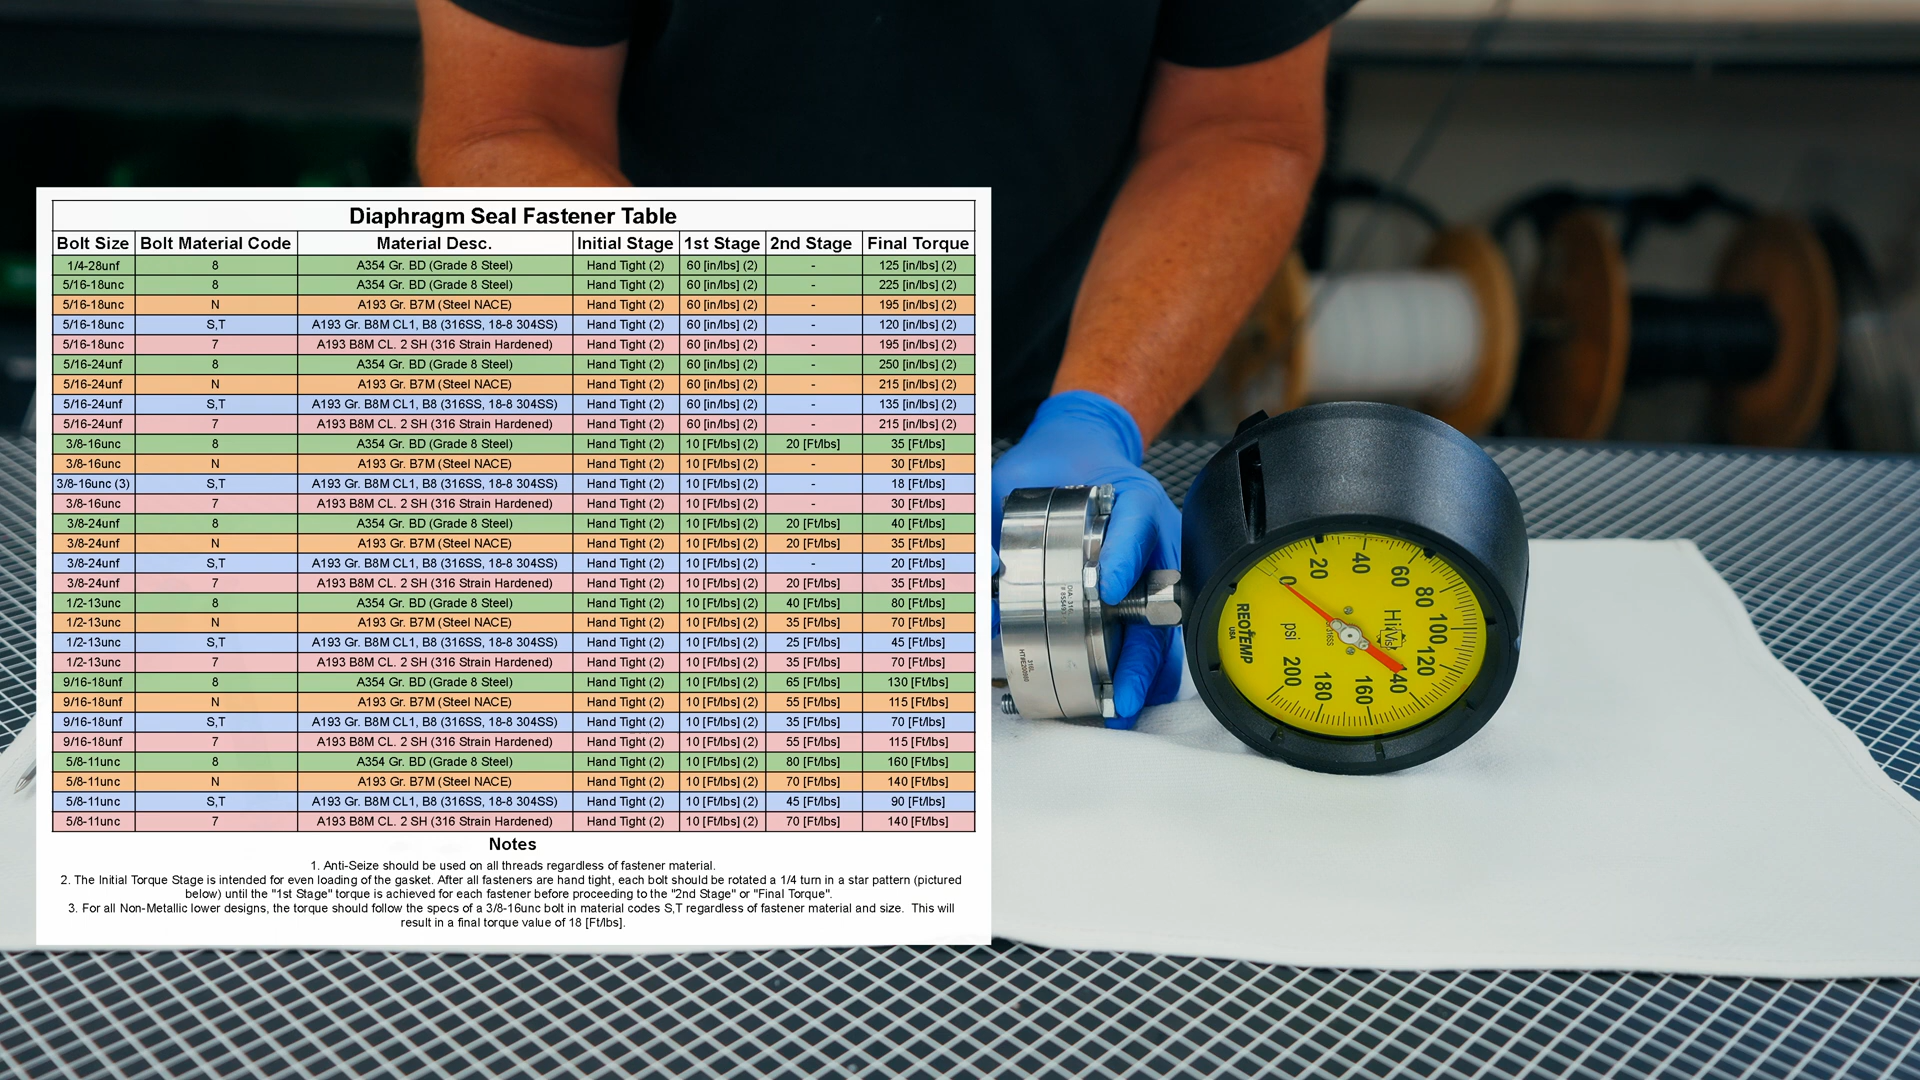 Diaphragm Seal Fastener Table
Bolt Size Bolt Material Code Material Desc. Initial Stage 1st Stage 2nd Stage Final Torque
1/4-28unf 8 A354 Gr. BD (Grade 8 Steel) Hand Tight (2) 60 [in/lbs] (2) - 125 [in/lbs] (2)
5/16-18unc 8 A354 Gr. BD (Grade 8 Steel) Hand Tight (2) 60 [in/lbs] (2) - 225 [in/lbs] (2)
5/16-18unc N A193 Gr. B7M (Steel NACE) Hand Tight (2) 60 [in/lbs] (2) - 195 [in/lbs] (2)
5/16-18unc S,T A193 Gr. B8M CL1, B8 (316SS, 18-8 304SS) Hand Tight (2) 60 [in/lbs] (2) - 120 [in/lbs] (2)
5/16-18unc 7 A193 B8M CL. 2 SH (316 Strain Hardened) Hand Tight (2) 60 [in/lbs] (2) - 195 [in/lbs] (2)
5/16-24unf 8 A354 Gr. BD (Grade 8 Steel) Hand Tight (2) 60 [in/lbs] (2) - 250 [in/lbs] (2)
5/16-24unf N A193 Gr. B7M (Steel NACE) Hand Tight (2) 60 [in/lbs] (2) - 215 [in/lbs] (2)
5/16-24unf S,T A193 Gr. B8M CL1, B8 (316SS, 18-8 304SS) Hand Tight (2) 60 [in/lbs] (2) - 135 [in/lbs] (2)
5/16-24unf 7 A193 B8M CL. 2 SH (316 Strain Hardened) Hand Tight (2) 60 [in/lbs] (2) - 215 [in/lbs] (2)
3/8-16unc 8 A354 Gr. BD (Grade 8 Steel) Hand Tight (2) 10 [Ft/lbs] (2) 20 [Ft/lbs] 35 [Ft/lbs]
3/8-16unc N A193 Gr. B7M (Steel NACE) Hand Tight (2) 10 [Ft/lbs] (2) - 30 [Ft/lbs]
3/8-16unc (3) S,T A193 Gr. B8M CL1, B8 (316SS, 18-8 304SS) Hand Tight (2) 10 [Ft/lbs] (2) - 18 [Ft/lbs]
3/8-16unc 7 A193 B8M CL. 2 SH (316 Strain Hardened) Hand Tight (2) 10 [Ft/lbs] (2) - 30 [Ft/lbs]
3/8-24unf 8 A354 Gr. BD (Grade 8 Steel) Hand Tight (2) 10 [Ft/lbs] (2) 20 [Ft/lbs] 40 [Ft/lbs]
3/8-24unf N A193 Gr. B7M (Steel NACE) Hand Tight (2) 10 [Ft/lbs] (2) 20 [Ft/lbs] 35 [Ft/lbs]
3/8-24unf S,T A193 Gr. B8M CL1, B8 (316SS, 18-8 304SS) Hand Tight (2) 10 [Ft/lbs] (2) - 20 [Ft/lbs]
3/8-24unf 7 A193 B8M CL. 2 SH (316 Strain Hardened) Hand Tight (2) 10 [Ft/lbs] (2) 20 [Ft/lbs] 35 [Ft/lbs]
1/2-13unc 8 A354 Gr. BD (Grade 8 Steel) Hand Tight (2) 10 [Ft/lbs] (2) 40 [Ft/lbs] 80 [Ft/lbs]
1/2-13unc N A193 Gr. B7M (Steel NACE) Hand Tight (2) 10 [Ft/lbs] (2) 35 [Ft/lbs] 70 [Ft/lbs]
1/2-13unc S,T A193 Gr. B8M CL1, B8 (316SS, 18-8 304SS) Hand Tight (2) 10 [Ft/lbs] (2) 25 [Ft/lbs] 45 [Ft/lbs]
1/2-13unc 7 A193 B8M CL. 2 SH (316 Strain Hardened) Hand Tight (2) 10 [Ft/lbs] (2) 35 [Ft/lbs] 70 [Ft/lbs]
9/16-18unf 8 A354 Gr. BD (Grade 8 Steel) Hand Tight (2) 10 [Ft/lbs] (2) 65 [Ft/lbs] 130 [Ft/lbs]
9/16-18unf N A193 Gr. B7M (Steel NACE) Hand Tight (2) 10 [Ft/lbs] (2) 55 [Ft/lbs] 115 [Ft/lbs]
9/16-18unf S,T A193 Gr. B8M CL1, B8 (316SS, 18-8 304SS) Hand Tight (2) 10 [Ft/lbs] (2) 35 [Ft/lbs] 70 [Ft/lbs]
9/16-18unf 7 A193 B8M CL. 2 SH (316 Strain Hardened) Hand Tight (2) 10 [Ft/lbs] (2) 55 [Ft/lbs] 115 [Ft/lbs]
5/8-11unc 8 A354 Gr. BD (Grade 8 Steel) Hand Tight (2) 10 [Ft/lbs] (2) 80 [Ft/lbs] 160 [Ft/lbs]
5/8-11unc N A193 Gr. B7M (Steel NACE) Hand Tight (2) 10 [Ft/lbs] (2) 70 [Ft/lbs] 140 [Ft/lbs]
5/8-11unc S,T A193 Gr. B8M CL1, B8 (316SS, 18-8 304SS) Hand Tight (2) 10 [Ft/lbs] (2) 45 [Ft/lbs] 90 [Ft/lbs]
5/8-11unc 7 A193 B8M CL. 2 SH (316 Strain Hardened) Hand Tight (2) 10 [Ft/lbs] (2) 70 [Ft/lbs] 140 [Ft/lbs]
Notes
1. Anti-Seize should be used on all threads regardless of fastener material.
2. The Initial Torque Stage is intended for even loading of the gasket. After all fasteners are hand tight, each bolt should be rotated a 1/4 turn in a star pattern (pictured
below) until the "1st Stage" torque is achieved for each fastener before proceeding to the "2nd Stage" or "Final Torque".
3. For all Non-Metallic lower designs, the torque should follow the specs of a 3/8-16unc bolt in material codes S,T regardless of fastener material and size. This will
result in a final torque value of 18 [Ft/lbs].
0 20 40 60 80 100 120 140 160 180 200
psi
REOTEMP
USA
HiVis
316SS